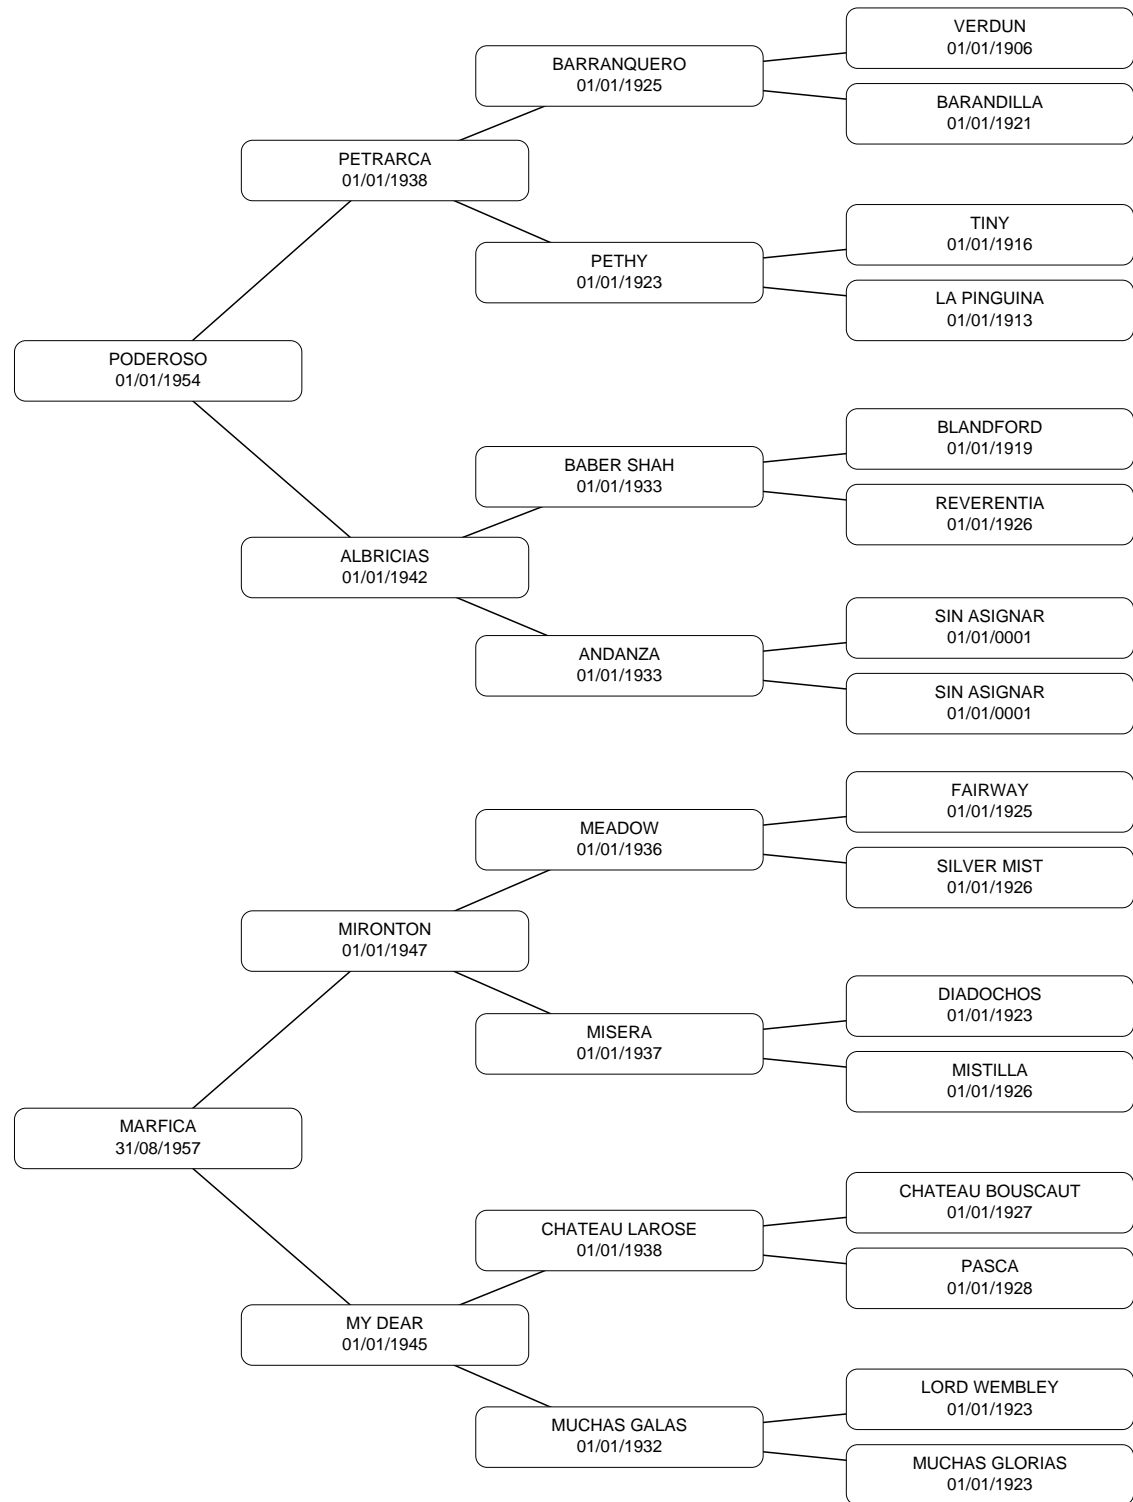 VERDUN
01/01/1906
BARRANQUERO
01/01/1925
BARANDILLA
01/01/1921
PETRARCA
01/01/1938
TINY
01/01/1916
PETHY
01/01/1923
LA PINGUINA
01/01/1913
PODEROSO
01/01/1954
BLANDFORD
01/01/1919
BABER SHAH
01/01/1933
REVERENTIA
01/01/1926
ALBRICIAS
01/01/1942
SIN ASIGNAR
01/01/0001
ANDANZA
01/01/1933
SIN ASIGNAR
01/01/0001
FAIRWAY
01/01/1925
MEADOW
01/01/1936
SILVER MIST
01/01/1926
MIRONTON
01/01/1947
DIADOCHOS
01/01/1923
MISERA
01/01/1937
MISTILLA
01/01/1926
MARFICA
31/08/1957
CHATEAU BOUSCAUT
01/01/1927
CHATEAU LAROSE
01/01/1938
PASCA
01/01/1928
MY DEAR
01/01/1945
LORD WEMBLEY
01/01/1923
MUCHAS GALAS
01/01/1932
MUCHAS GLORIAS
01/01/1923